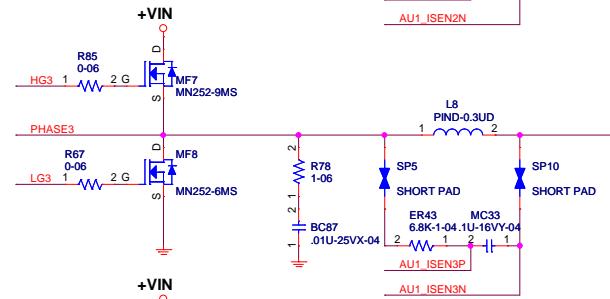 AU1_ISEN2N
+VIN
D
R85
0-06
HG3 1 2 G
MF7
MN252-9MS
S
PHASE3
L8
PIND-0.3UD
1 2
D
R67
0-06
LG3 1 2 G
MF8
MN252-6MS
S
2
R78
1-06
1
2
BC87
.01U-25VX-04
1
SP5
SHORT PAD
SP10
SHORT PAD
ER43
6.8K-1-04
2 1
MC33
.1U-16VY-04
2 1
AU1_ISEN3P
AU1_ISEN3N
+VIN